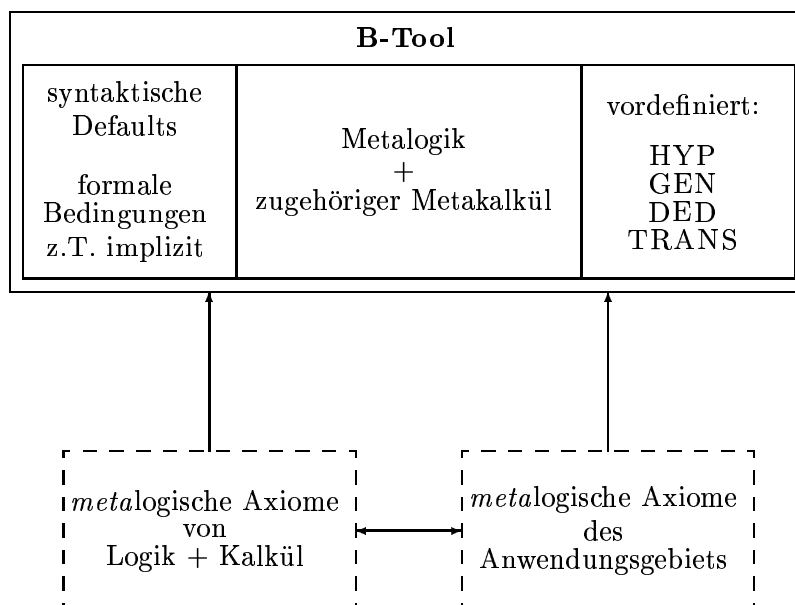 B-Tool
syntaktische
Defaults
formale
Bedingungen
z.T. implizit
Metalogik
+
zugehöriger Metakalkül
vordefiniert:
HYP
GEN
DED
TRANS
metalogische Axiome
von
Logik + Kalkül
metalogische Axiome
des
Anwendungsgebiets